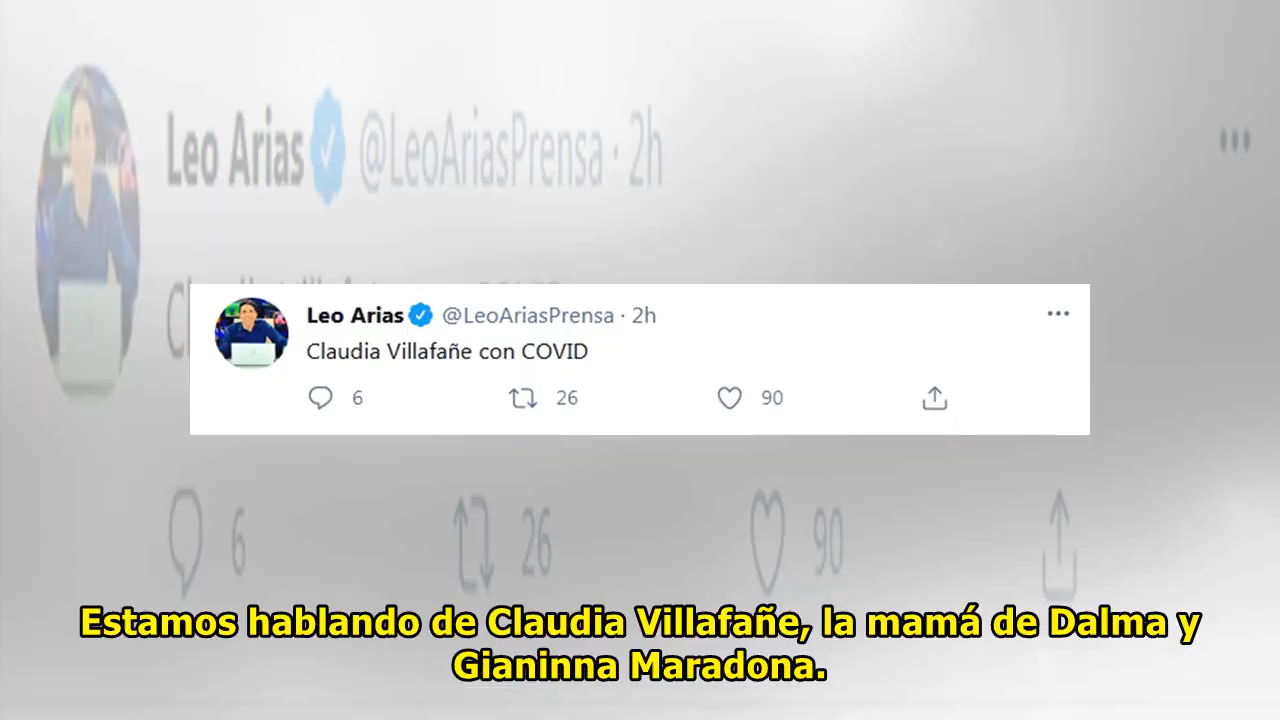 Leo Arias @LeoAriasPrensa · 2h
Leo Arias @LeoAriasPrensa · 2h
Claudia Villafañe con COVID
6 26 90
6 26 90
Estamos hablando de Claudia Villafañe, la mamá de Dalma y
Gianinna Maradona.